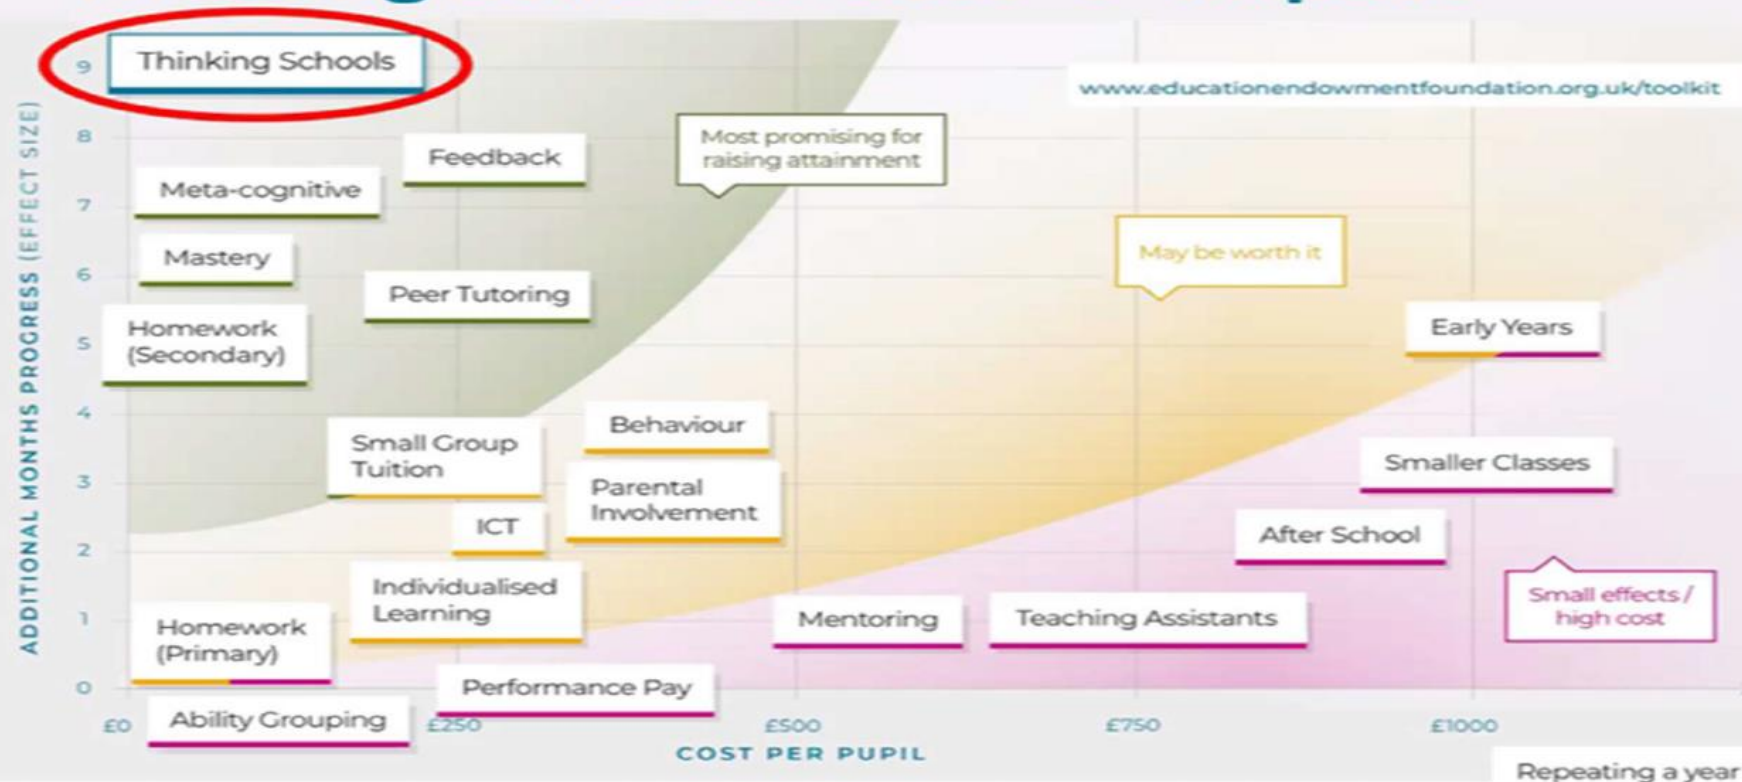 9
Thinking Schools
www.educationendowmentfoundation.org.uk/toolkit
8
Feedback
Most promising for
raising attainment
Meta-cognitive
7
Mastery
May be worth it
6
Peer Tutoring
Homework
(Secondary)
5
Early Years
4
Behaviour
Small Group
Tuition
Smaller Classes
3
Parental
Involvement
ICT
After School
2
Individualised
Learning
Small effects /
high cost
1
Homework
(Primary)
Mentoring
Teaching Assistants
0
Performance Pay
Ability Grouping
£0
£250
£500
£750
£1000
COST PER PUPIL
Repeating a year
ADDITIONAL MONTHS PROGRESS (EFFECT SIZE)